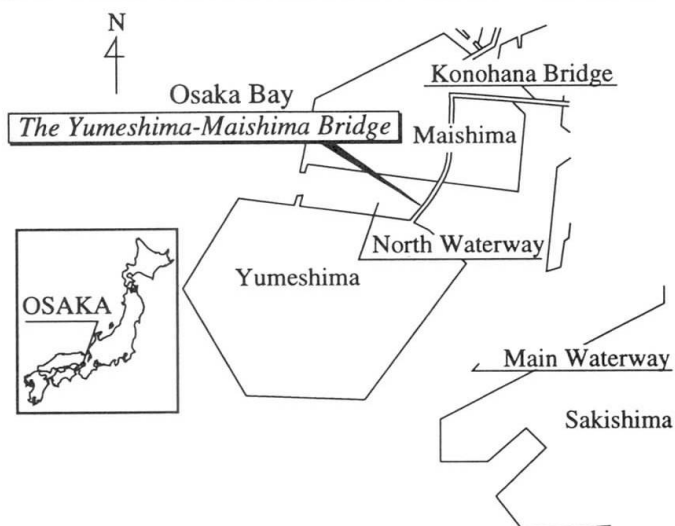 N
Konohana Bridge
Osaka Bay
The Yumeshima-Maishima Bridge
Maishima
North Waterway
Yumeshima
OSAKA
Main Waterway
Sakishima